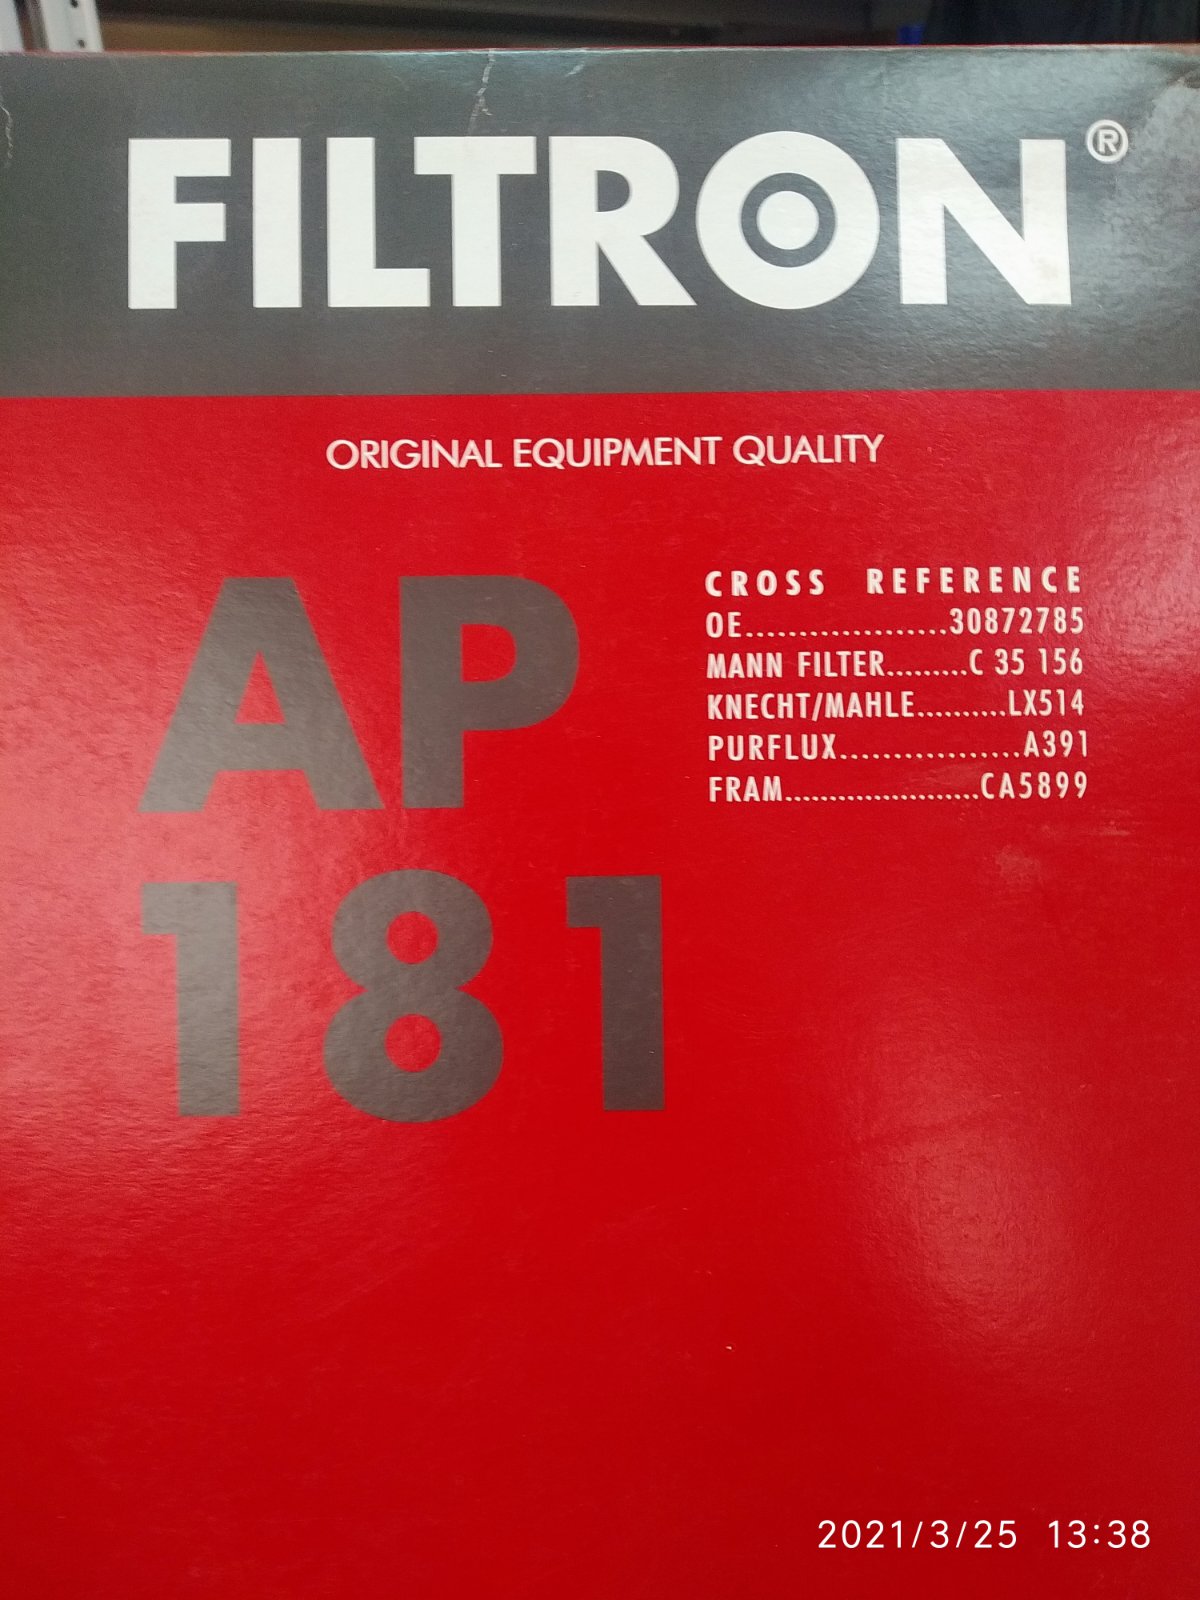 FILTRON®
ORIGINAL EQUIPMENT QUALITY
AP
181
CROSS REFERENCE
OE...................30872785
MANN FILTER.........C 35 156
KNECHT/MAHLE..........LX514
PURFLUX.................A391
FRAM......................CA5899
2021/3/25 13:38